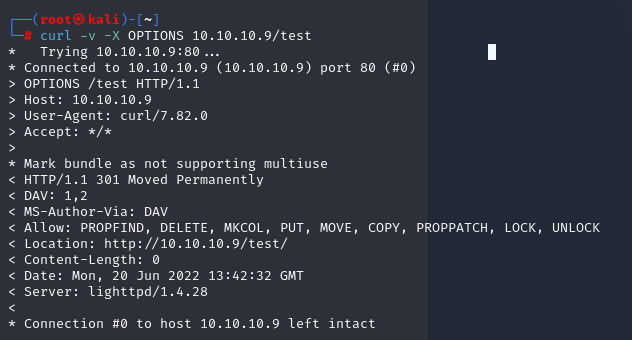 ┌──(root㉿kali)-[~]
└─# curl -v -X OPTIONS 10.10.10.9/test
*   Trying 10.10.10.9:80...
* Connected to 10.10.10.9 (10.10.10.9) port 80 (#0)
> OPTIONS /test HTTP/1.1
> Host: 10.10.10.9
> User-Agent: curl/7.82.0
> Accept: */*
>
* Mark bundle as not supporting multiuse
< HTTP/1.1 301 Moved Permanently
< DAV: 1,2
< MS-Author-Via: DAV
< Allow: PROPFIND, DELETE, MKCOL, PUT, MOVE, COPY, PROPPATCH, LOCK, UNLOCK
< Location: http://10.10.10.9/test/
< Content-Length: 0
< Date: Mon, 20 Jun 2022 13:42:32 GMT
< Server: lighttpd/1.4.28
<
* Connection #0 to host 10.10.10.9 left intact